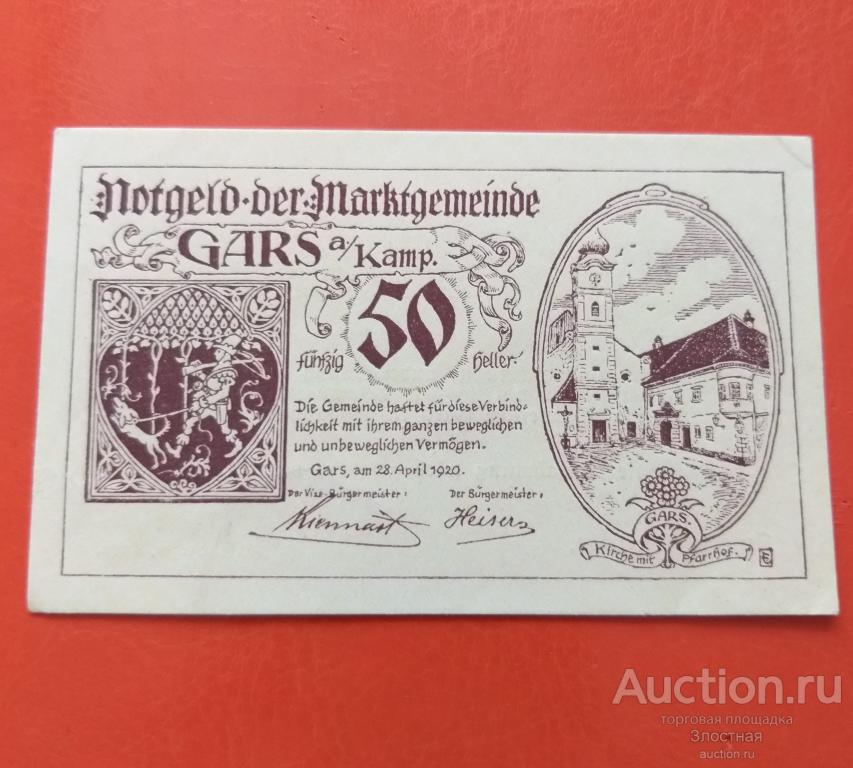 Notgeld·der·Marktgemeinde
GARS a/Kamp.
50
fünfzig Heller.
Die Gemeinde haftet für diese Verbind-
lichkeit mit ihrem ganzen beweglichen
und unbeweglichen Vermögen.
Gars, am 28. April 1920.
Der Vize-Bürgermeister: Der Bürgermeister:
Kiennast Heisers
GARS.
Kirche mit Pfarrhof.
Auction.ru
торговая площадка
Злостная
auction.ru